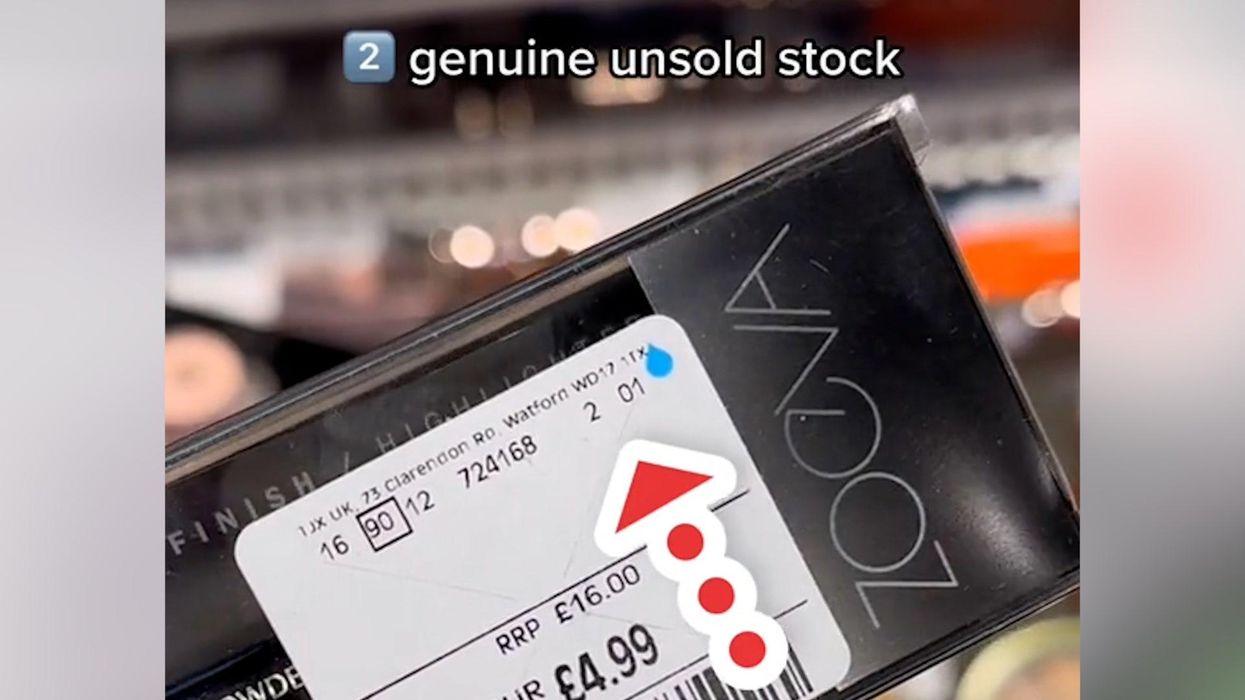 2 genuine unsold stock
ZOEVA
FINISH / HIGHLIGHTER
TJX UK, 73 Clarendon Rd, Watford WD17 1TX
16 90 12 724168 2 01
RRP £16.00
£4.99